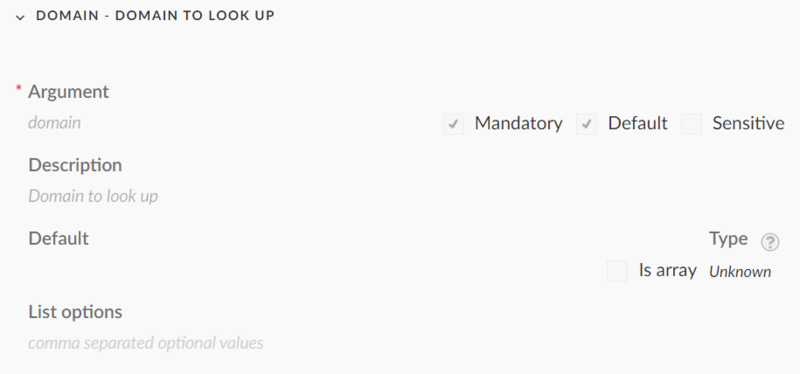 DOMAIN - DOMAIN TO LOOK UP
* Argument
domain
Mandatory Default Sensitive
Description
Domain to look up
Default Type ?
Is array Unknown
List options
comma separated optional values